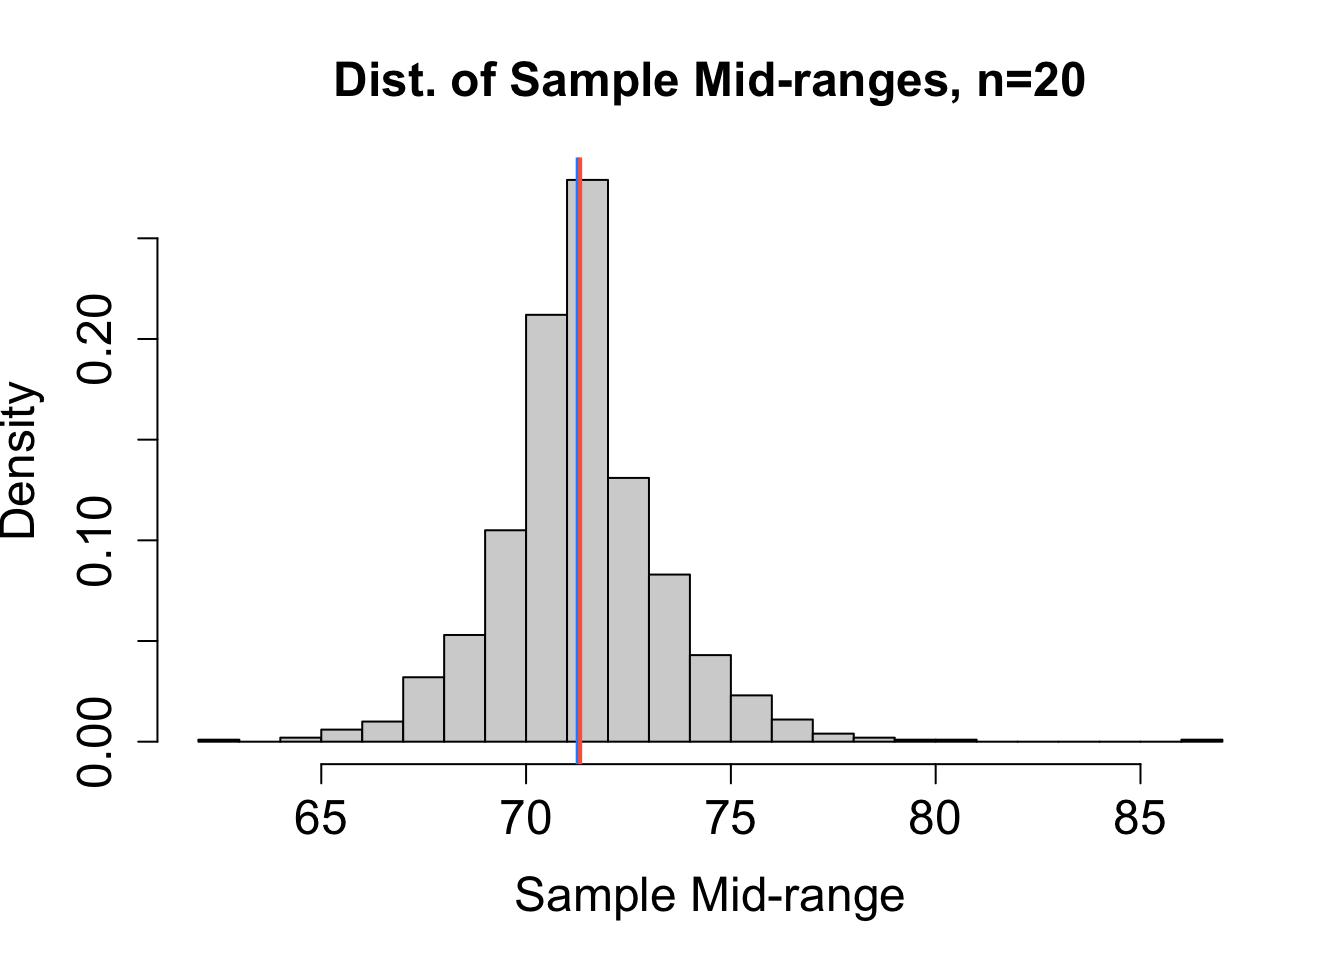 Dist. of Sample Mid-ranges, n=20
Density
0.20
0.10
0.00
65 70 75 80 85
Sample Mid-range